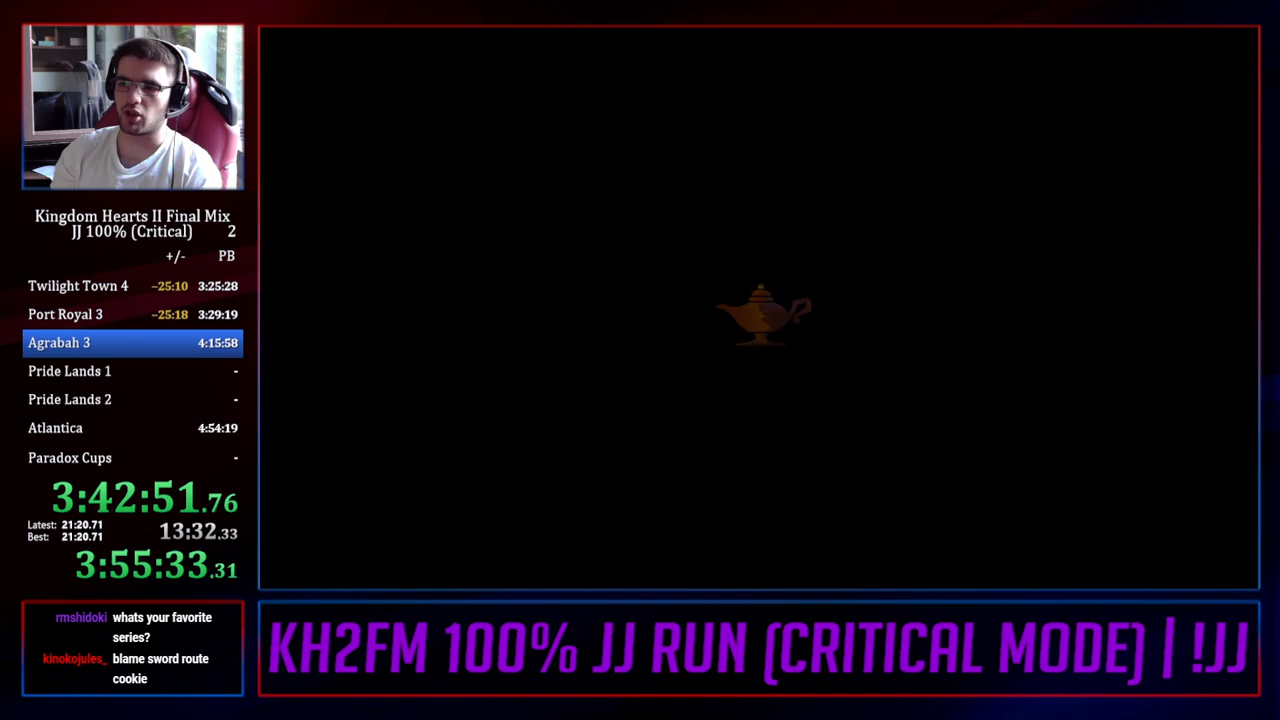 Kingdom Hearts II Final Mix
JJ 100% (Critical) 2
+/- PB
Twilight Town 4 −25:10 3:25:28
Port Royal 3 −25:18 3:29:19
Agrabah 3 4:15:58
Pride Lands 1 -
Pride Lands 2 -
Atlantica 4:54:19
Paradox Cups -
3:42:51.76
Latest: 21:20.71 13:32.33
Best: 21:20.71
3:55:33.31
rmshidoki whats your favorite
series?
kinokojules_ blame sword route
cookie
KH2FM 100% JJ RUN (CRITICAL MODE) | !JJ